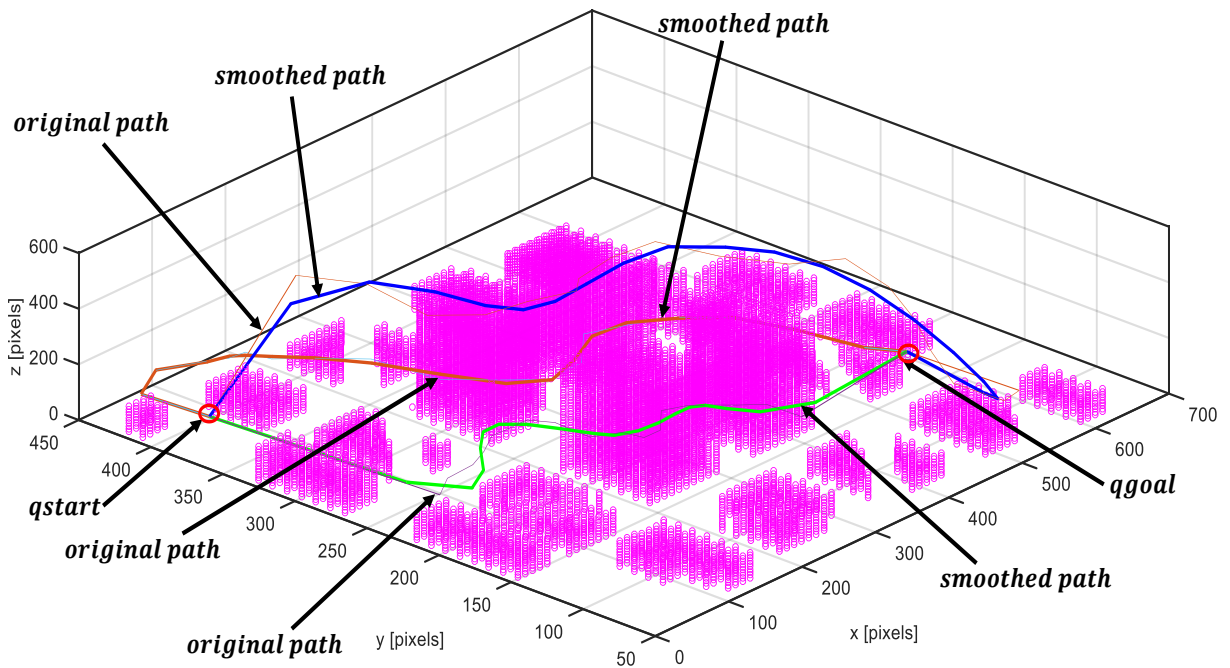 smoothed path
smoothed path
original path
600
400
200
0
z [pixels]
450
400
350
300
250
200
150
100
50
y [pixels]
0
100
200
300
400
500
600
700
x [pixels]
qstart
qgoal
original path
smoothed path
original path